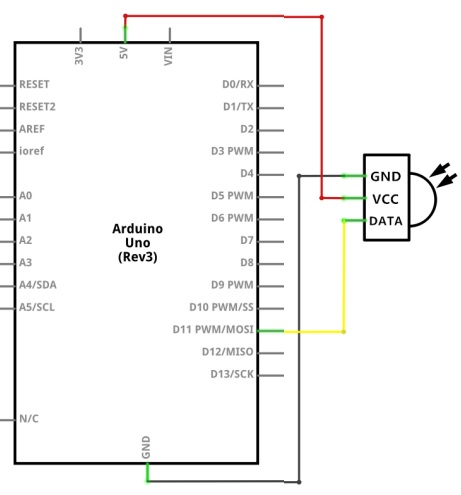 3V3
5V
VIN
RESET
RESET2
AREF
ioref
A0
A1
A2
A3
A4/SDA
A5/SCL
N/C
Arduino
Uno
(Rev3)
D0/RX
D1/TX
D2
D3 PWM
D4
D5 PWM
D6 PWM
D7
D8
D9 PWM
D10 PWM/SS
D11 PWM/MOSI
D12/MISO
D13/SCK
GND
GND
VCC
DATA